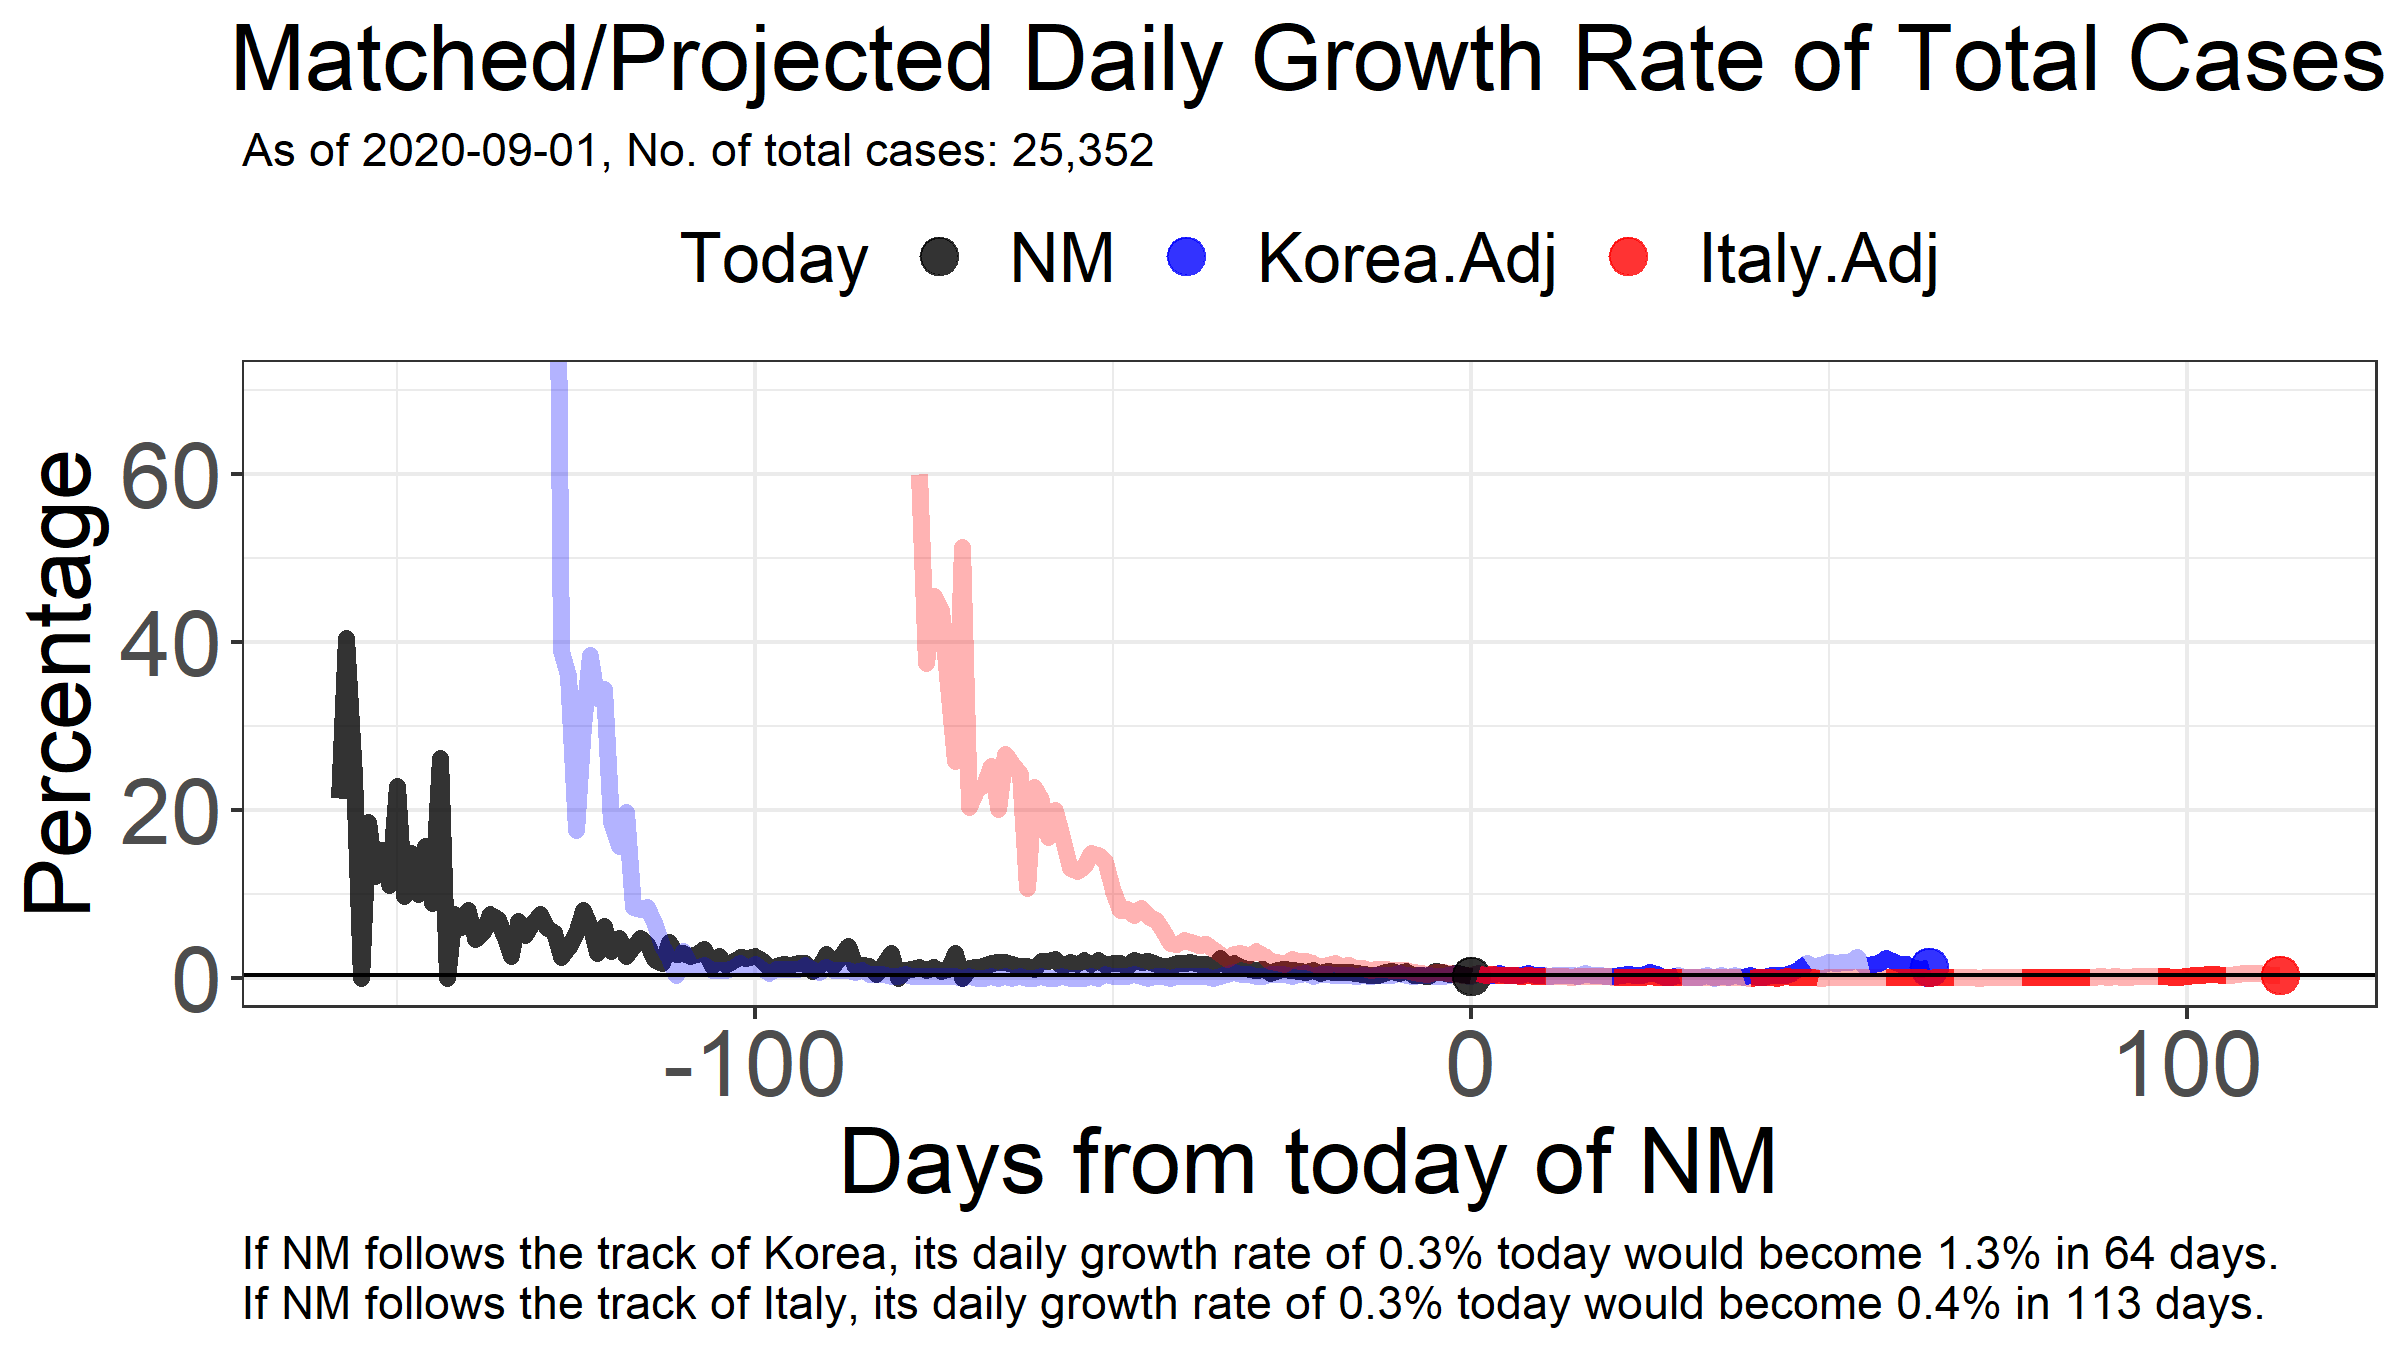 Matched/Projected Daily Growth Rate of Total Cases
As of 2020-09-01, No. of total cases: 25,352
Today NM Korea.Adj Italy.Adj
Percentage
60
40
20
0
-100 0 100
Days from today of NM
If NM follows the track of Korea, its daily growth rate of 0.3% today would become 1.3% in 64 days.
If NM follows the track of Italy, its daily growth rate of 0.3% today would become 0.4% in 113 days.